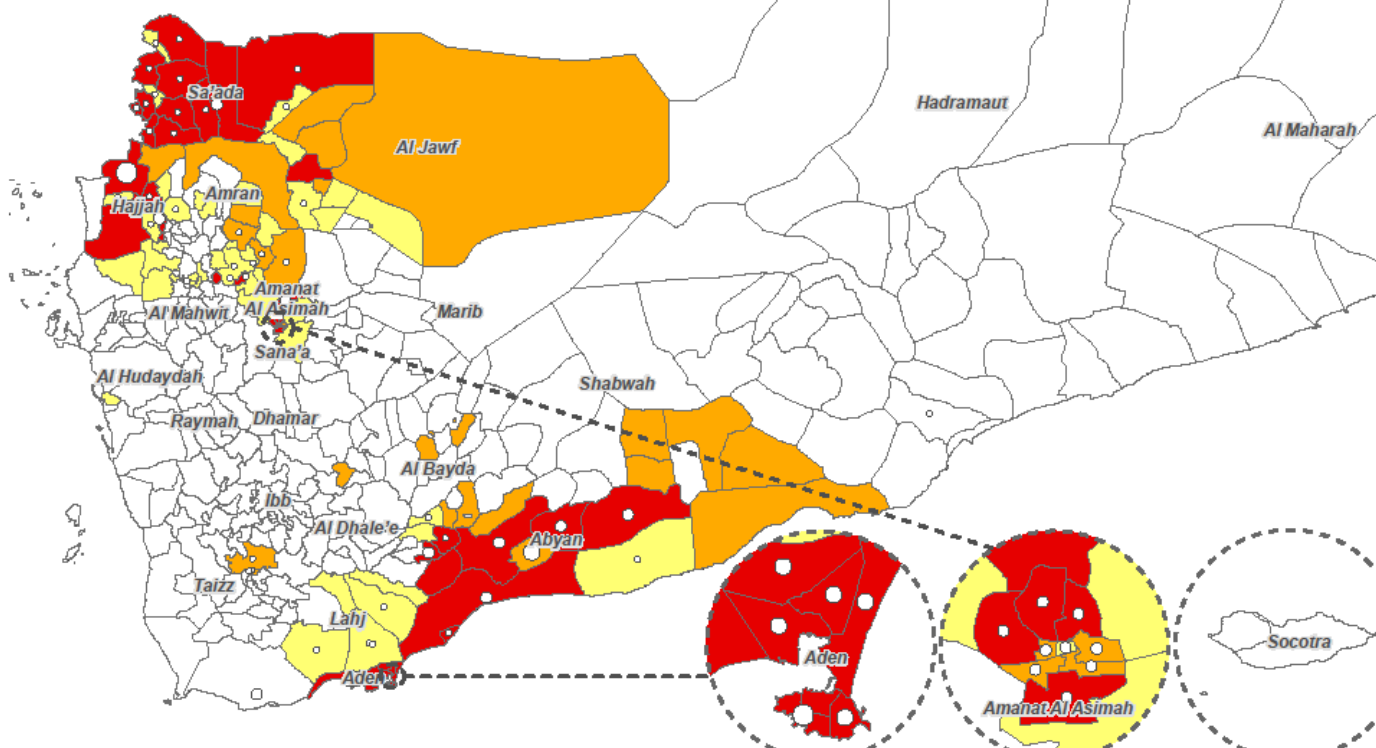 Sa'ada
Hadramaut
Al Maharah
Al Jawf
Amran
Hajjah
Amanat
Al Asimah
Al Mahwit
Marib
Sana'a
Al Hudaydah
Shabwah
Raymah
Dhamar
Al Bayda
Ibb
Al Dhale'e
Abyan
Taizz
Lahj
Aden
Aden
Amanat Al Asimah
Socotra